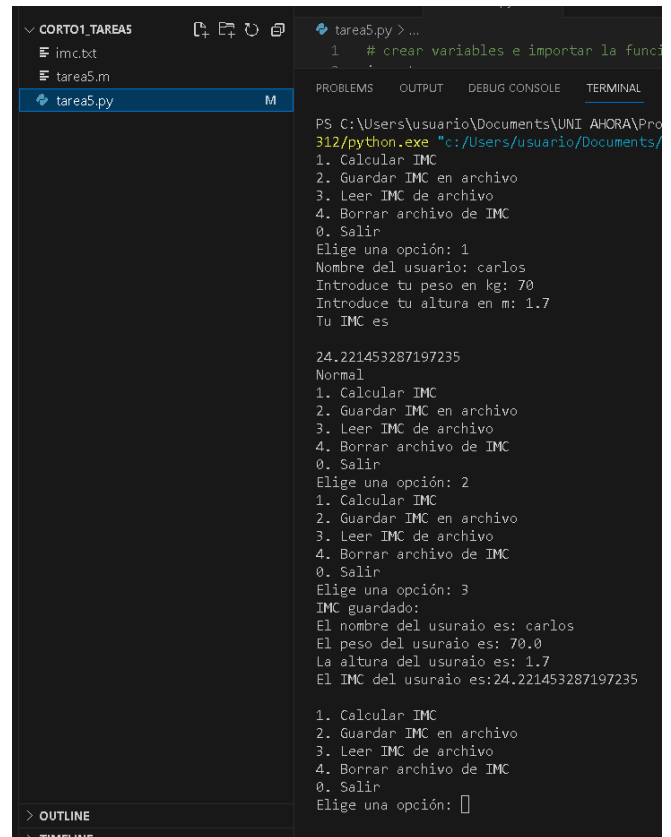 CORTO1_TAREA5
imc.txt
tarea5.m
tarea5.py M
OUTLINE
tarea5.py > ...
1 # crear variables e importar la funci
PROBLEMS OUTPUT DEBUG CONSOLE TERMINAL
PS C:\Users\usuario\Documents\UNI AHORA\Pro
312/python.exe "c:/Users/usuario/Documents/
1. Calcular IMC
2. Guardar IMC en archivo
3. Leer IMC de archivo
4. Borrar archivo de IMC
0. Salir
Elige una opción: 1
Nombre del usuario: carlos
Introduce tu peso en kg: 70
Introduce tu altura en m: 1.7
Tu IMC es
24.221453287197235
Normal
1. Calcular IMC
2. Guardar IMC en archivo
3. Leer IMC de archivo
4. Borrar archivo de IMC
0. Salir
Elige una opción: 2
1. Calcular IMC
2. Guardar IMC en archivo
3. Leer IMC de archivo
4. Borrar archivo de IMC
0. Salir
Elige una opción: 3
IMC guardado:
El nombre del usuraio es: carlos
El peso del usuraio es: 70.0
La altura del usuraio es: 1.7
El IMC del usuraio es:24.221453287197235
1. Calcular IMC
2. Guardar IMC en archivo
3. Leer IMC de archivo
4. Borrar archivo de IMC
0. Salir
Elige una opción: